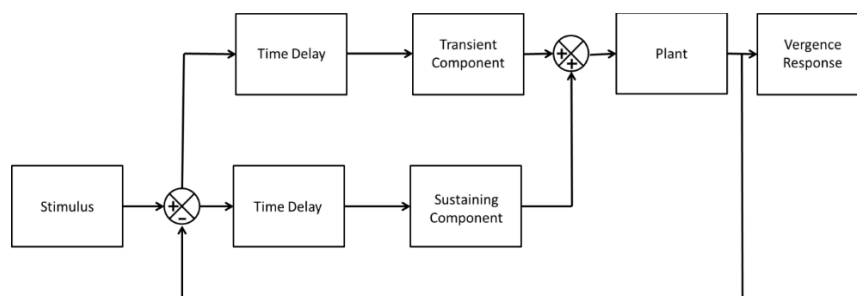 Time Delay
Transient
Component
+
+
Plant
Vergence
Response
Stimulus
+
−
Time Delay
Sustaining
Component